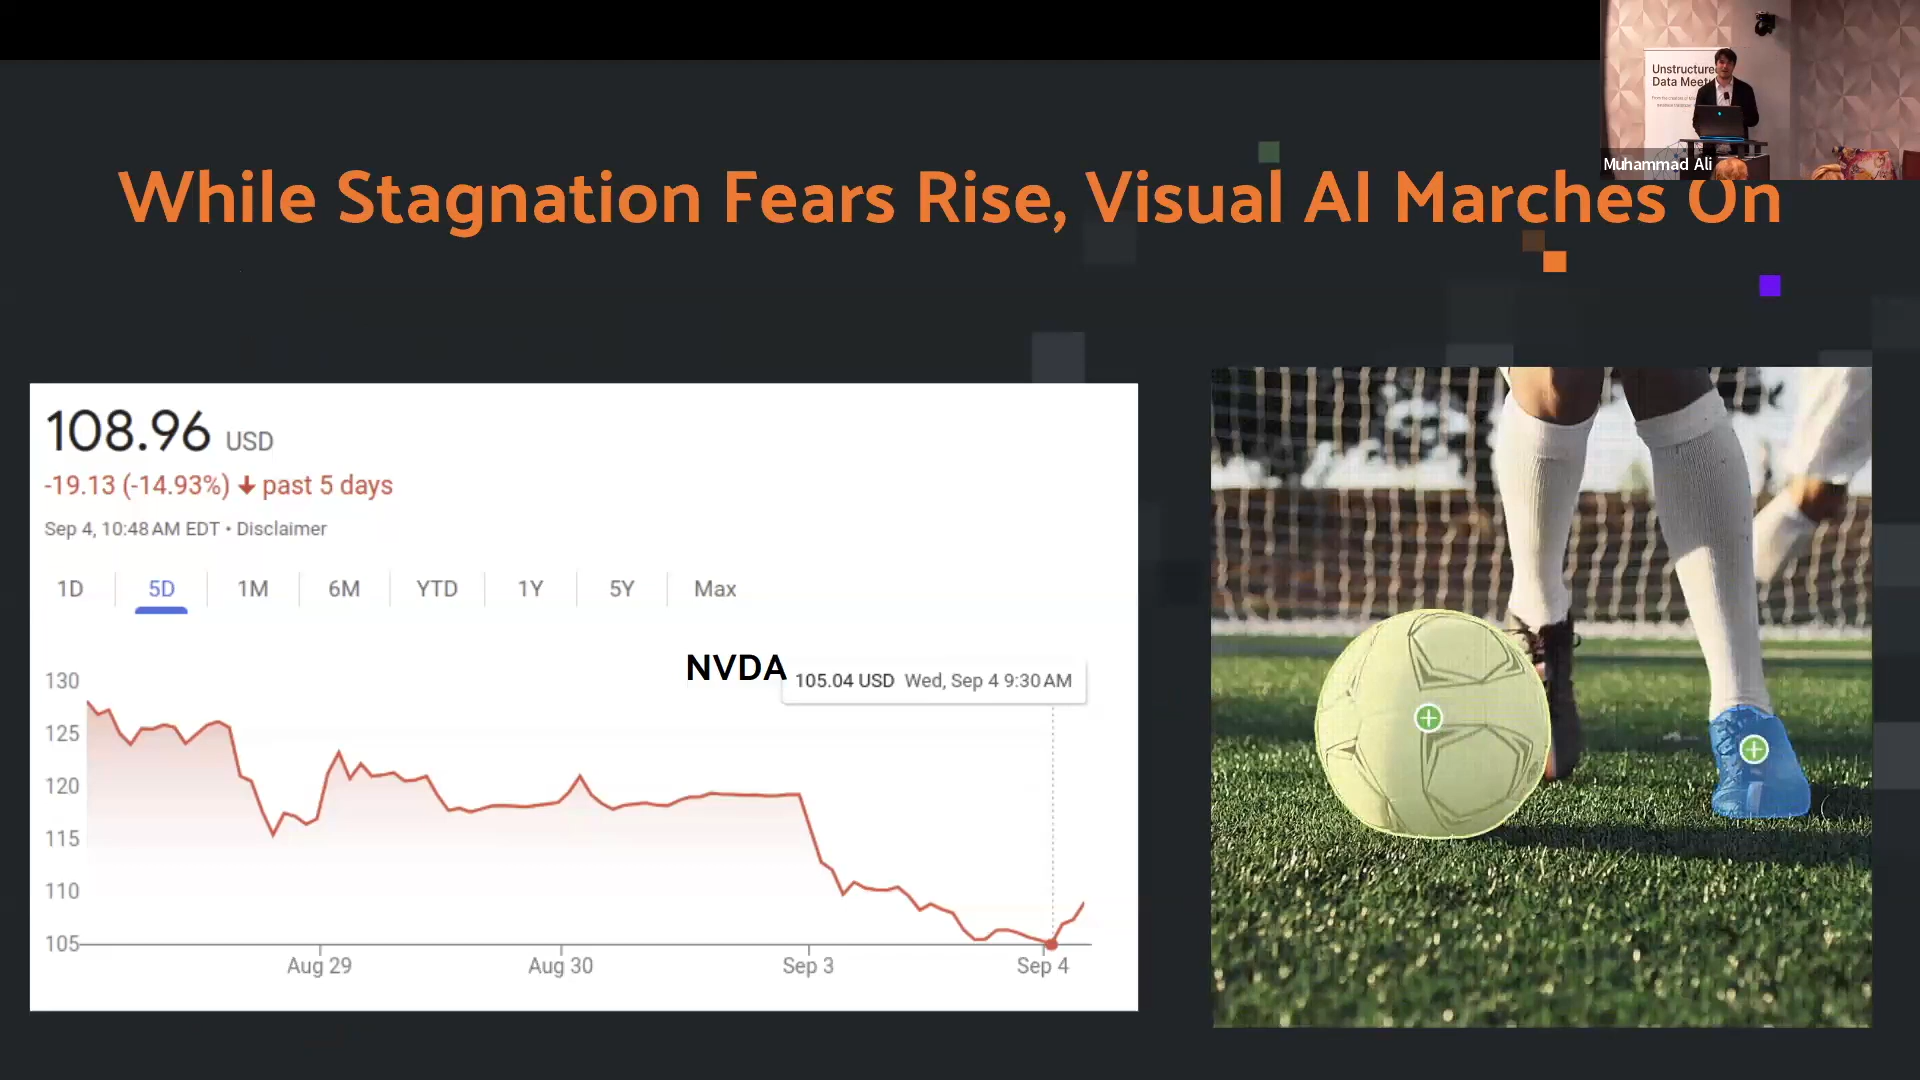 Unstructure
Data Meet
Muhammad Ali
While Stagnation Fears Rise, Visual AI Marches On
108.96 USD
-19.13 (-14.93%) past 5 days
Sep 4, 10:48 AM EDT • Disclaimer
1D 5D 1M 6M YTD 1Y 5Y Max
NVDA
105.04 USD Wed, Sep 4 9:30 AM
130
125
120
115
110
105
Aug 29 Aug 30 Sep 3 Sep 4